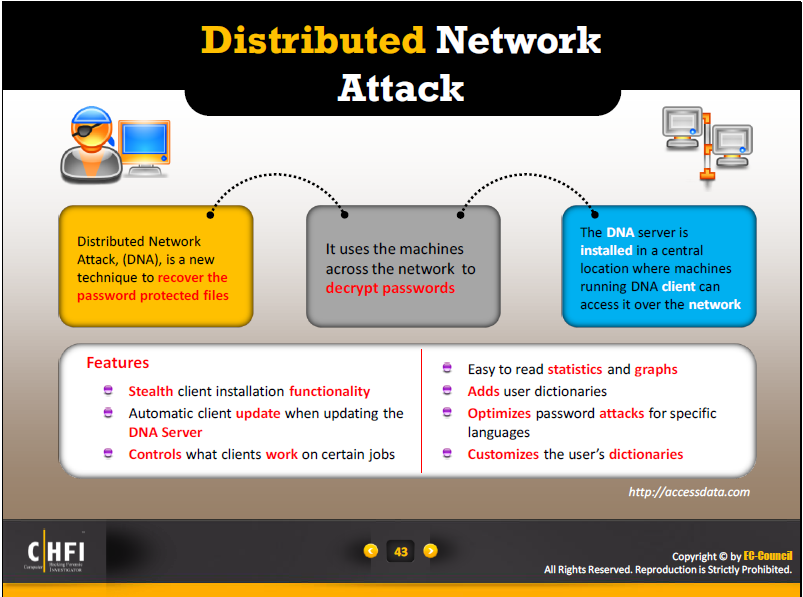 Distributed Network
Attack
Distributed Network
Attack, (DNA), is a new
technique to recover the
password protected files
It uses the machines
across the network to
decrypt passwords
The DNA server is
installed in a central
location where machines
running DNA client can
access it over the network
Features
Stealth client installation functionality
Automatic client update when updating the
DNA Server
Controls what clients work on certain jobs
Easy to read statistics and graphs
Adds user dictionaries
Optimizes password attacks for specific
languages
Customizes the user's dictionaries
http://accessdata.com
CHFI
Computer Hacking Forensic
INVESTIGATOR
43
Copyright © by EC-Council
All Rights Reserved. Reproduction is Strictly Prohibited.